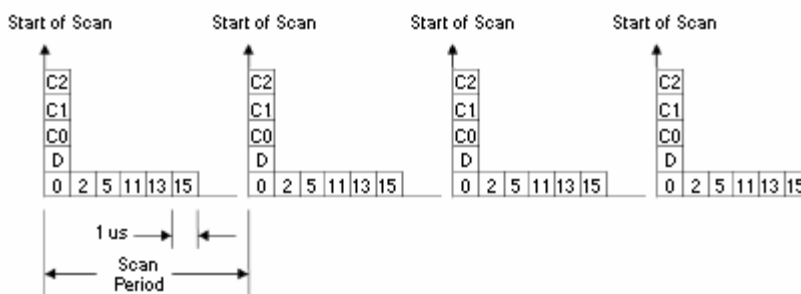 Start of Scan Start of Scan Start of Scan Start of Scan
C2 C2 C2 C2
C1 C1 C1 C1
C0 C0 C0 C0
D D D D
0 2 5 11 13 15 0 2 5 11 13 15 0 2 5 11 13 15 0 2 5 11 13 15
1 us
Scan
Period